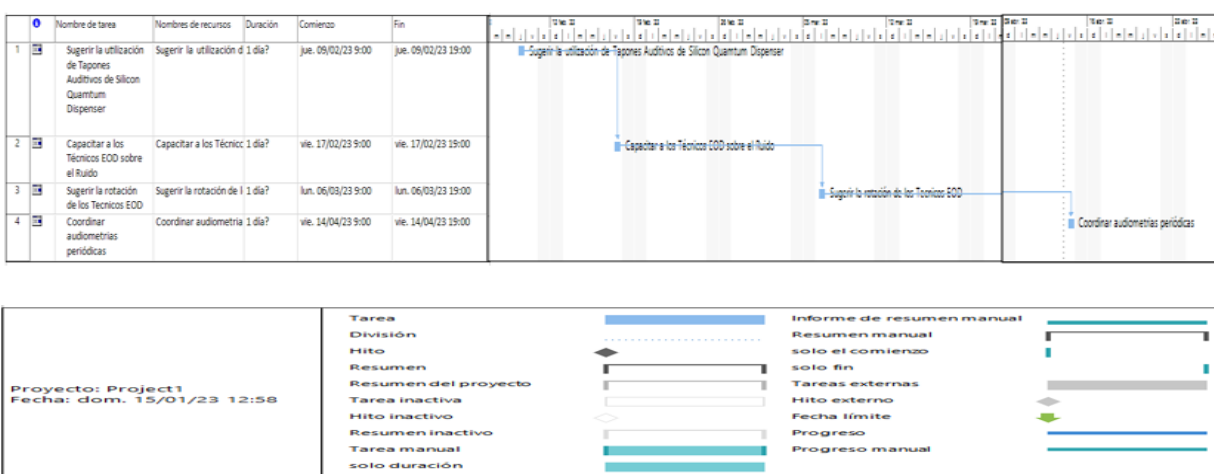 Nombre de tarea Nombres de recursos Duración Comienzo Fin
1 Sugerir la utilización Sugerir la utilización d 1 día? jue. 09/02/23 9:00 jue. 09/02/23 19:00 Sugerir la utilización de Tapones Auditivos de Silicon Quamtum Dispenser
de Tapones
Auditivos de Silicon
Quamtum
Dispenser
2 Capacitar a los Capacitar a los Técnicc 1 día? vie. 17/02/23 9:00 vie. 17/02/23 19:00 Capacitar a los Técnicos EOD sobre el Ruido
Técnicos EOD sobre
el Ruido
3 Sugerir la rotación Sugerir la rotación de l 1 día? lun. 06/03/23 9:00 lun. 06/03/23 19:00 Sugerir la rotación de los Tecnicos EOD
de los Tecnicos EOD
4 Coordinar Coordinar audiometria 1 día? vie. 14/04/23 9:00 vie. 14/04/23 19:00 Coordinar audiometrías periódicas
audiometrias
periódicas
Proyecto: Project1
Fecha: dom. 15/01/23 12:58
Tarea
División
Hito
Resumen
Resumen del proyecto
Tarea inactiva
Hito inactivo
Resumen inactivo
Tarea manual
solo duración
Informe de resumen manual
Resumen manual
solo el comienzo
solo fin
Tareas externas
Hito externo
Fecha límite
Progreso
Progreso manual